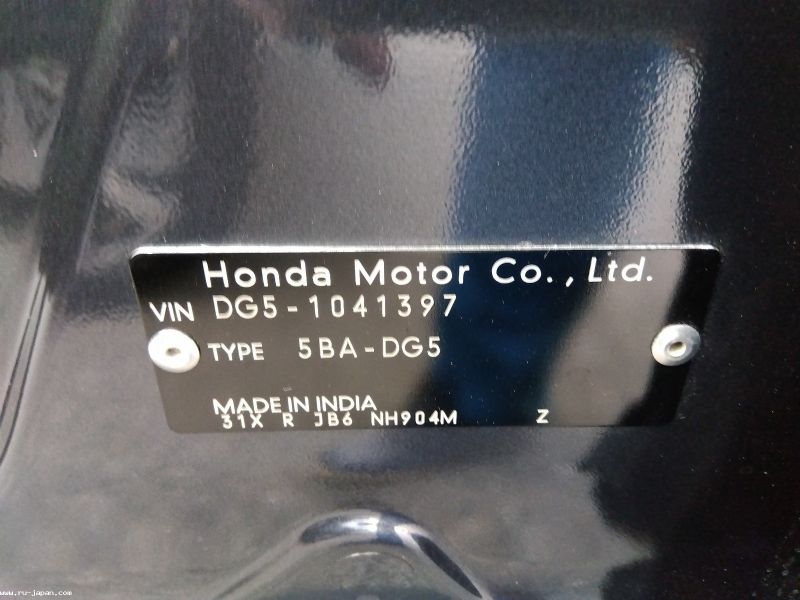 Honda Motor Co., Ltd.
VIN DG5-1041397
TYPE 5BA-DG5
MADE IN INDIA
31X R JB6 NH904M Z
www.ru-japan.com